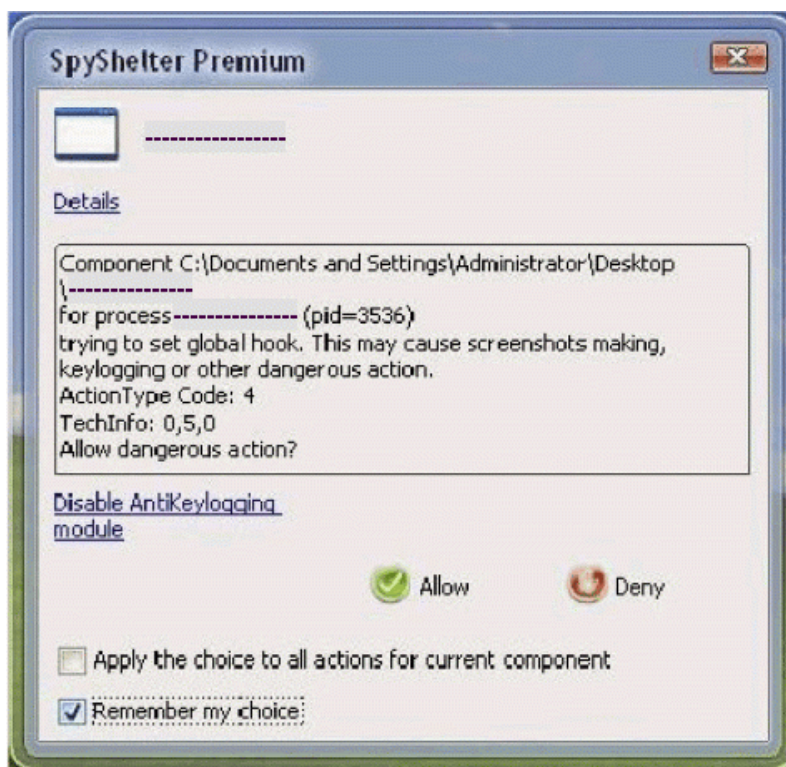 SpyShelter Premium
----------------
Details
Component C:\Documents and Settings\Administrator\Desktop
\---------------
for process--------------- (pid=3536)
trying to set global hook. This may cause screenshots making,
keylogging or other dangerous action.
ActionType Code: 4
TechInfo: 0,5,0
Allow dangerous action?
Disable AntiKeylogging
module
Allow
Deny
Apply the choice to all actions for current component
Remember my choice